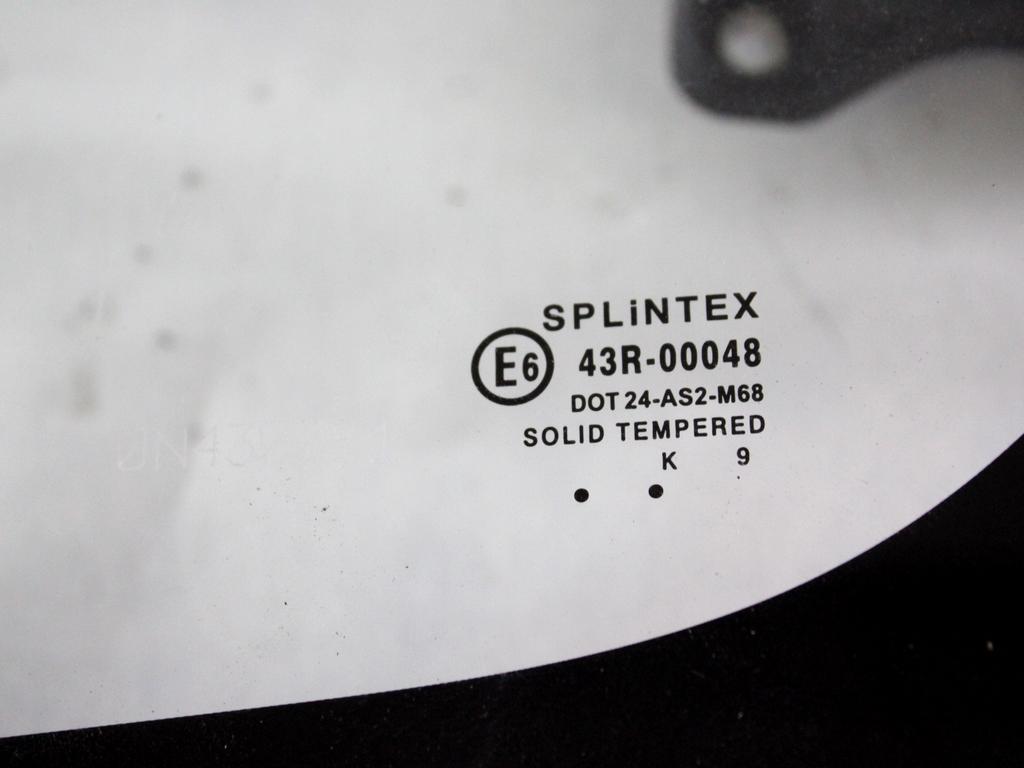 SPLiNTEX
E6 43R-00048
DOT 24-AS2-M68
SOLID TEMPERED
K 9